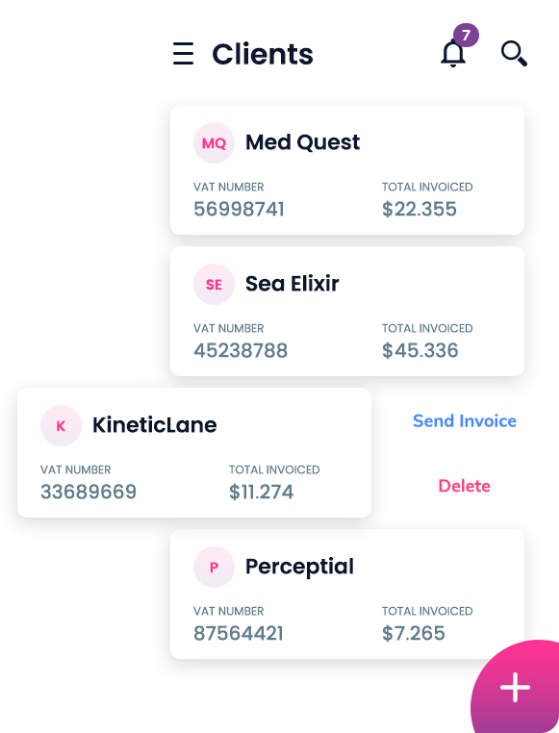 Clients
7
MQ Med Quest
VAT NUMBER TOTAL INVOICED
56998741 $22.355
SE Sea Elixir
VAT NUMBER TOTAL INVOICED
45238788 $45.336
K KineticLane
VAT NUMBER TOTAL INVOICED
33689669 $11.274
Send Invoice
Delete
P Perceptial
VAT NUMBER TOTAL INVOICED
87564421 $7.265